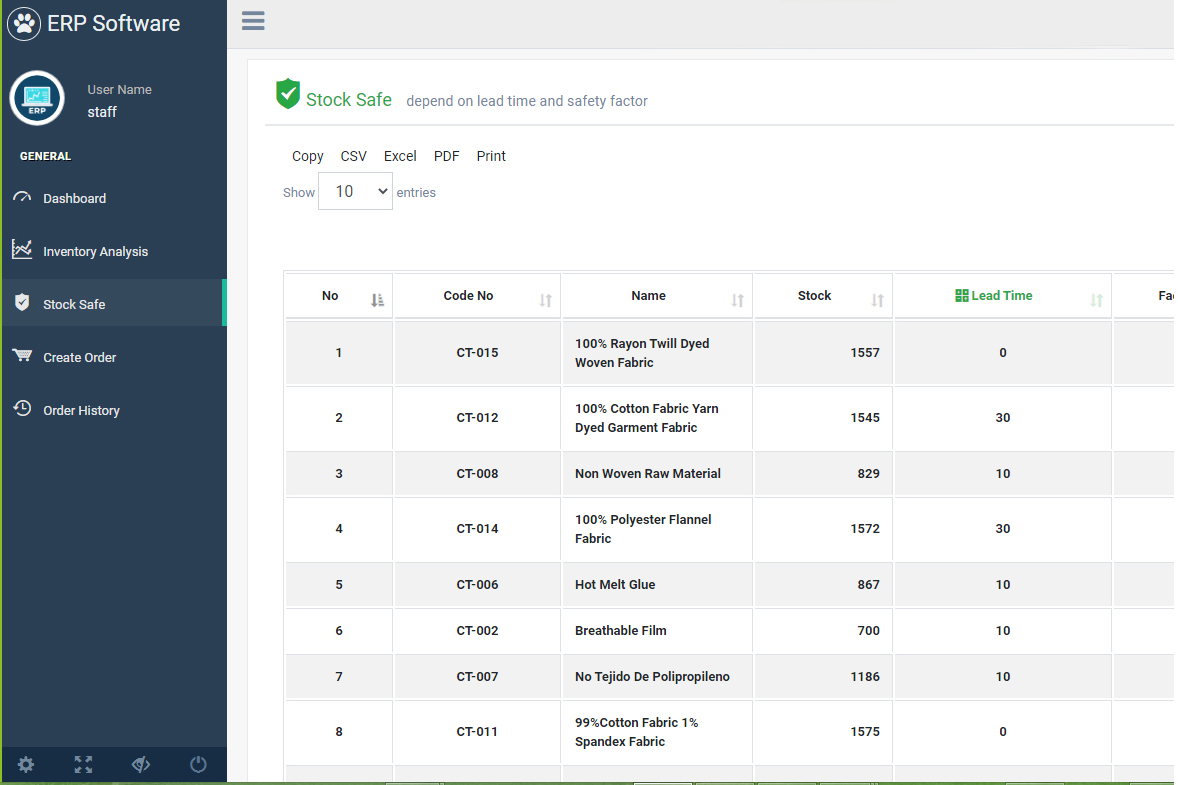 ERP Software
User Name
staff
ERP
GENERAL
Dashboard
Inventory Analysis
Stock Safe
Create Order
Order History
Stock Safe depend on lead time and safety factor
Copy CSV Excel PDF Print
Show 10 entries
No Code No Name Stock Lead Time Fa
1 CT-015 100% Rayon Twill Dyed 1557 0
Woven Fabric
2 CT-012 100% Cotton Fabric Yarn 1545 30
Dyed Garment Fabric
3 CT-008 Non Woven Raw Material 829 10
4 CT-014 100% Polyester Flannel 1572 30
Fabric
5 CT-006 Hot Melt Glue 867 10
6 CT-002 Breathable Film 700 10
7 CT-007 No Tejido De Polipropileno 1186 10
8 CT-011 99%Cotton Fabric 1% 1575 0
Spandex Fabric